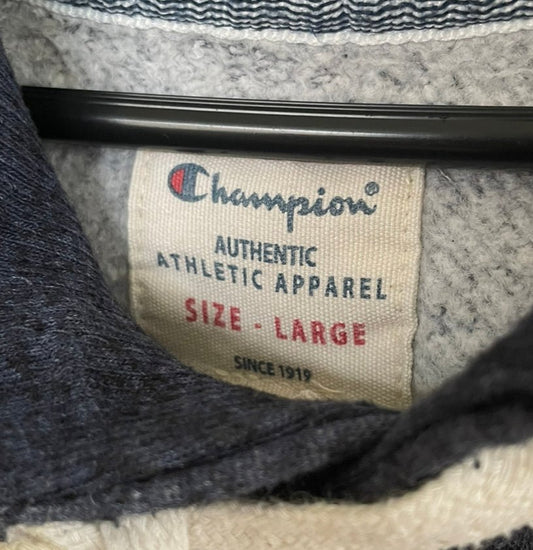 Champion®
AUTHENTIC
ATHLETIC APPAREL
SIZE - LARGE
SINCE 1919